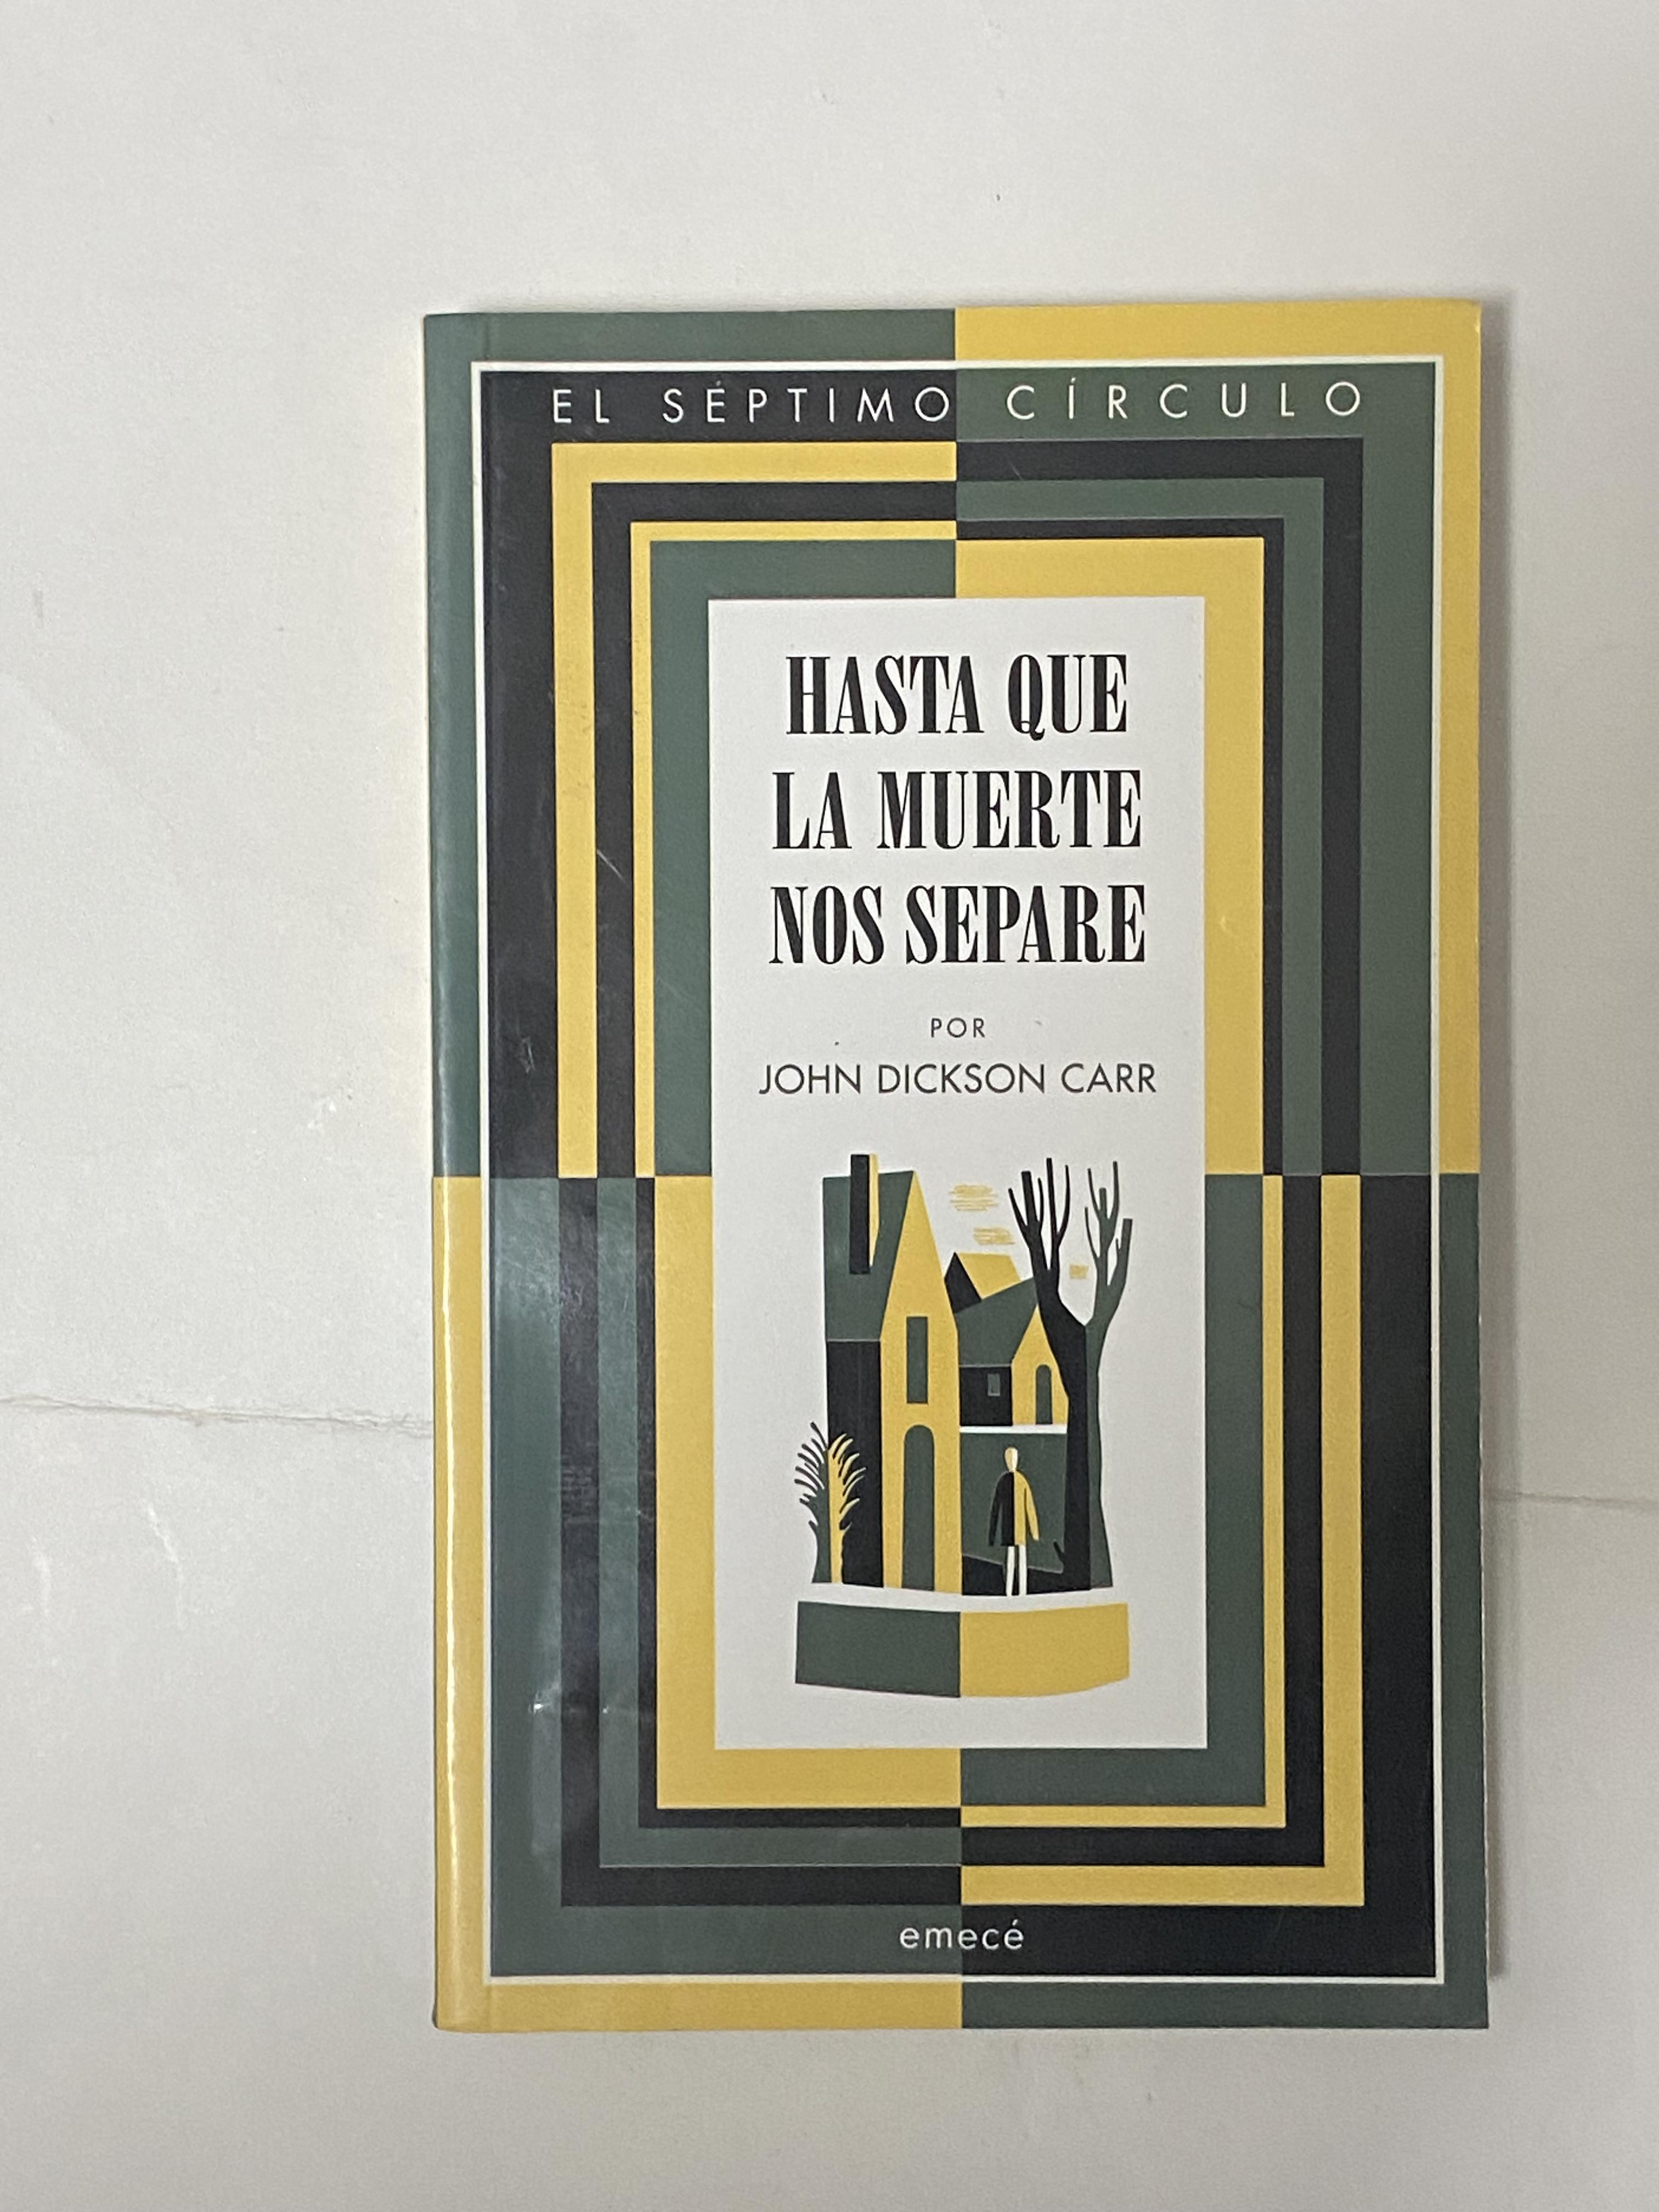 EL SÉPTIMO CÍRCULO
HASTA QUE
LA MUERTE
NOS SEPARE
POR
JOHN DICKSON CARR
emecé